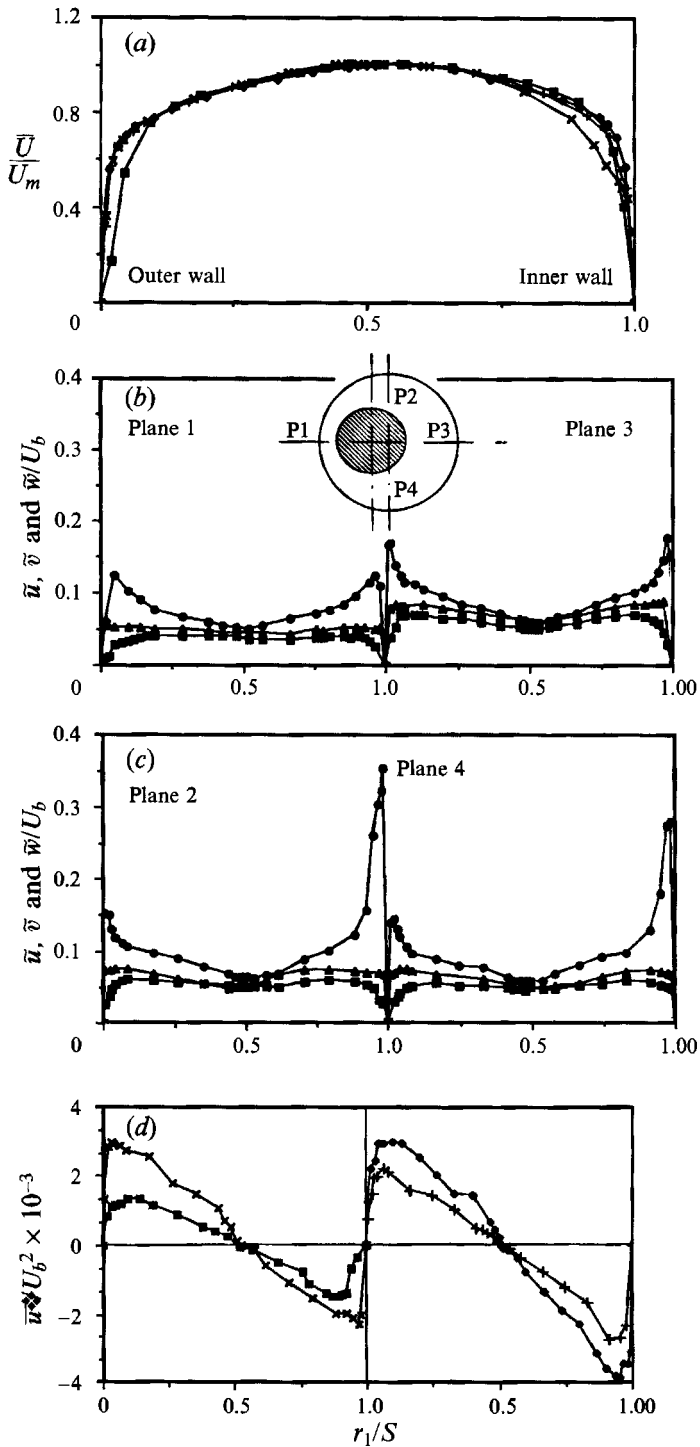 1.2
(a)
0.8
U̅
U̅m
0.4
Outer wall
Inner wall
0
0.5
1.0
0.4
(b)
Plane 1
P2
P1
P3
Plane 3
P4
0.3
0.2
ũ, ṽ and w̃/Ub
0.1
0
0.5
1.0
0.5
1.00
0.4
(c)
Plane 4
Plane 2
0.3
0.2
ũ, ṽ and w̃/Ub
0.1
0
0.5
1.0
0.5
1.00
4
(d)
2
0
−2
−4
Ub² × 10⁻³
0
0.5
1.0
0.5
1.00
r₁/S